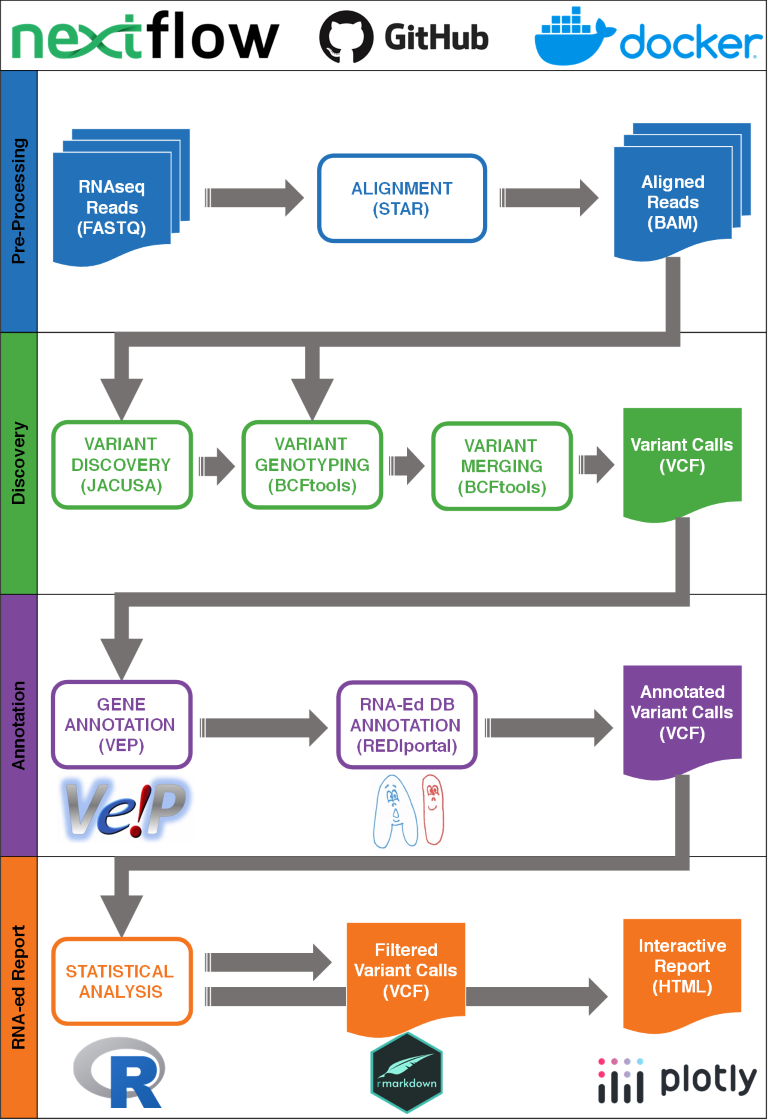 nextflow
GitHub
docker
Pre-Processing
RNAseq
Reads
(FASTQ)
ALIGNMENT
(STAR)
Aligned
Reads
(BAM)
Discovery
VARIANT
DISCOVERY
(JACUSA)
VARIANT
GENOTYPING
(BCFtools)
VARIANT
MERGING
(BCFtools)
Variant Calls
(VCF)
Annotation
GENE
ANNOTATION
(VEP)
Ve!P
RNA-Ed DB
ANNOTATION
(REDIportal)
Annotated
Variant Calls
(VCF)
RNA-ed Report
STATISTICAL
ANALYSIS
R
Filtered
Variant Calls
(VCF)
rmarkdown
Interactive
Report
(HTML)
plotly